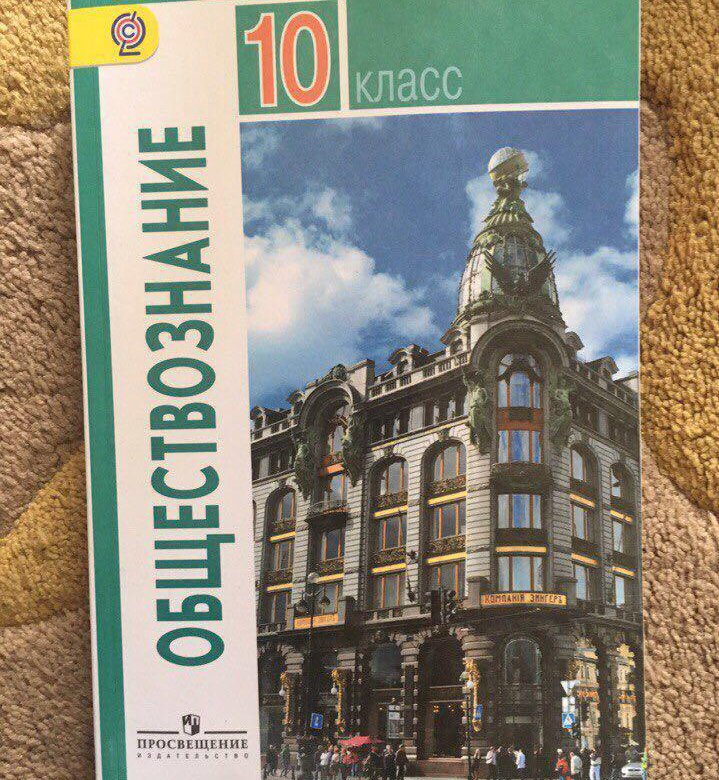 10
класс
ОБЩЕСТВОЗНАНИЕ
КОМПАНІЯ ЗИНГЕРЪ
ПРОСВЕЩЕНИЕ
ИЗДАТЕЛЬСТВО